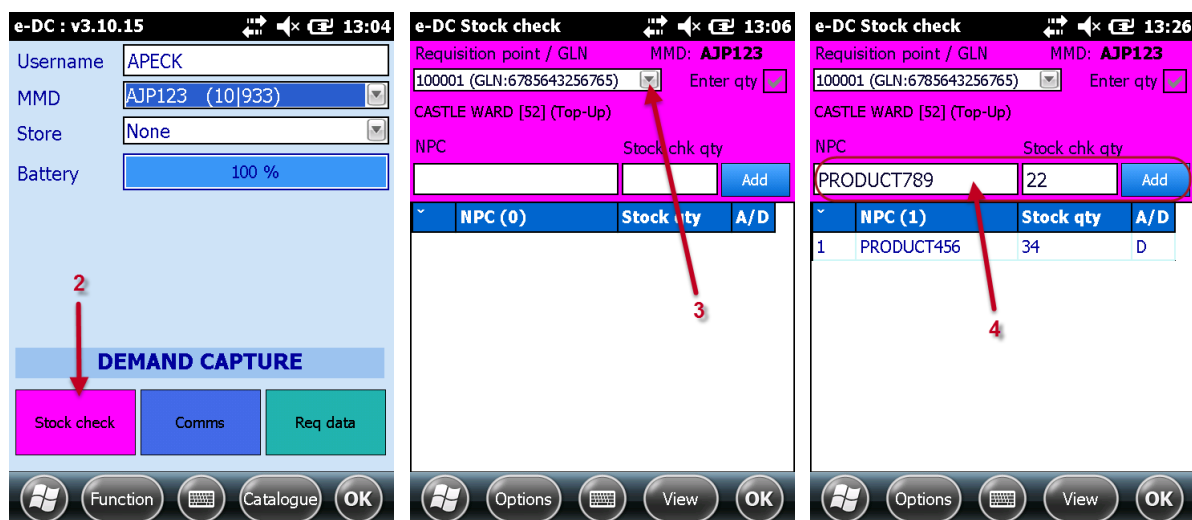 e-DC : v3.10.15 13:04
Username APECK
MMD AJP123 (10|933)
Store None
Battery 100 %
2
DEMAND CAPTURE
Stock check Comms Req data
Function Catalogue OK
e-DC Stock check 13:06
Requisition point / GLN MMD: AJP123
100001 (GLN:6785643256765) Enter qty
CASTLE WARD [52] (Top-Up)
NPC Stock chk qty
Add
NPC (0) Stock qty A/D
3
Options View OK
e-DC Stock check 13:26
Requisition point / GLN MMD: AJP123
100001 (GLN:6785643256765) Enter qty
CASTLE WARD [52] (Top-Up)
NPC Stock chk qty
PRODUCT789 22 Add
NPC (1) Stock qty A/D
1 PRODUCT456 34 D
4
Options View OK